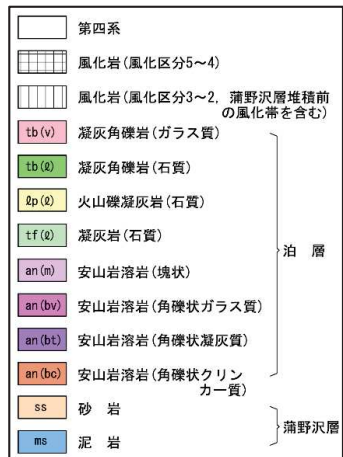 第四系
風化岩(風化区分5~4)
風化岩(風化区分3~2, 蒲野沢層堆積前
の風化帯を含む)
tb(v) 凝灰角礫岩(ガラス質)
tb(ℓ) 凝灰角礫岩(石質)
ℓp(ℓ) 火山礫凝灰岩(石質)
tf(ℓ) 凝灰岩(石質)
an(m) 安山岩溶岩(塊状)
an(bv) 安山岩溶岩(角礫状ガラス質)
an(bt) 安山岩溶岩(角礫状凝灰質)
an(bc) 安山岩溶岩(角礫状クリン
カー質)
泊 層
ss 砂 岩
ms 泥 岩
蒲野沢層